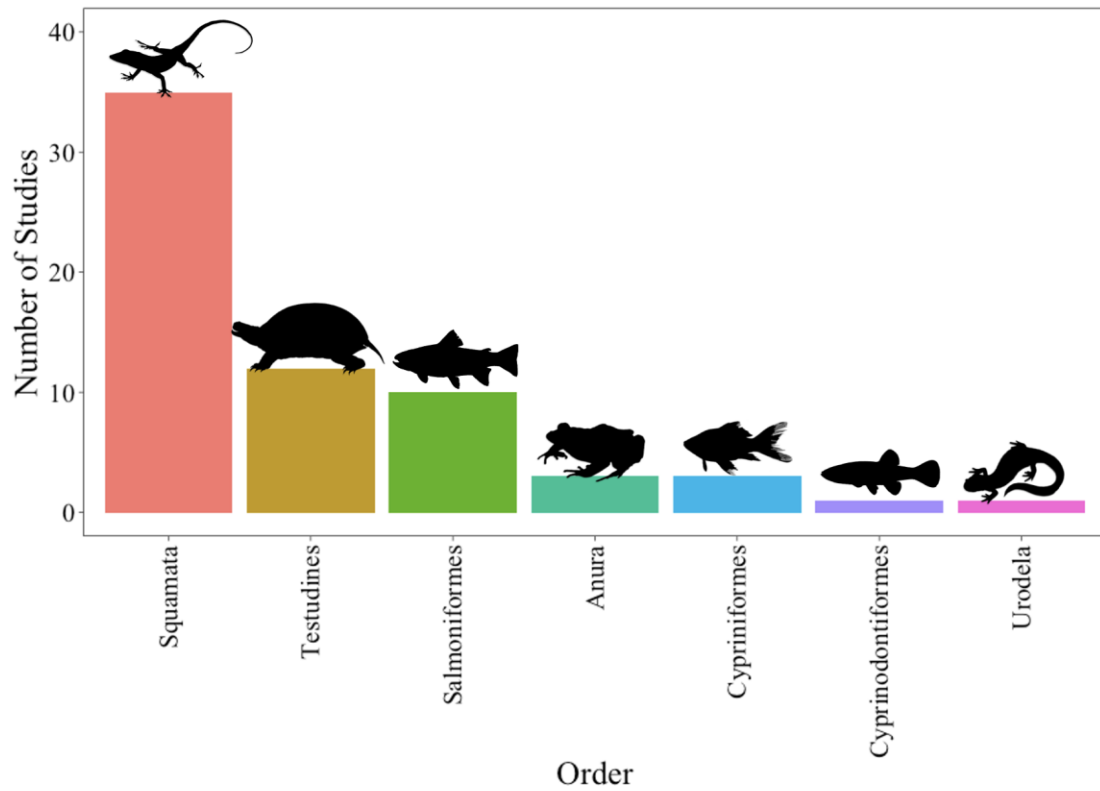 Number of Studies
40
30
20
10
0
Squamata
Testudines
Salmoniformes
Anura
Cypriniformes
Cyprinodontiformes
Urodela
Order